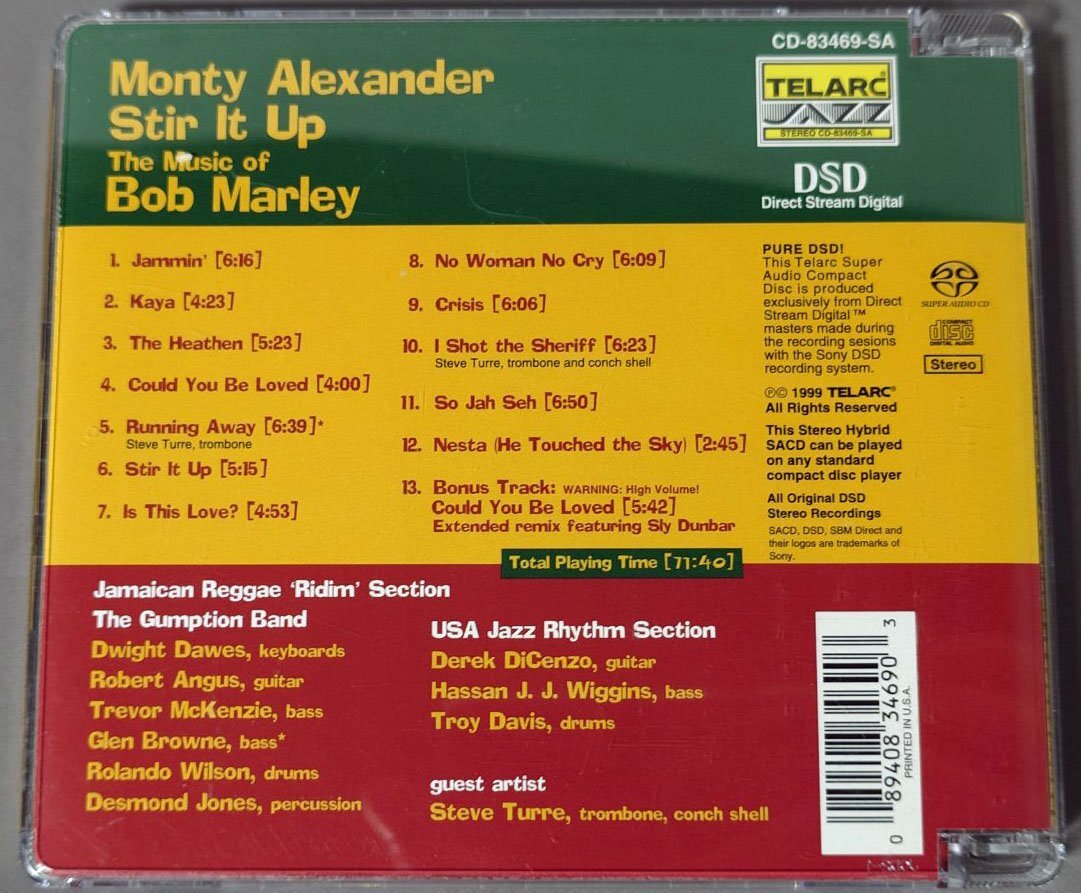 CD-83469-SA
Monty Alexander
Stir It Up
The Music of
Bob Marley
TELARC®
JAZZ
STEREO CD-83469-SA
DSD
Direct Stream Digital
1. Jammin' [6:16]
2. Kaya [4:23]
3. The Heathen [5:23]
4. Could You Be Loved [4:00]
5. Running Away [6:39]*
Steve Turre, trombone
6. Stir It Up [5:15]
7. Is This Love? [4:53]
8. No Woman No Cry [6:09]
9. Crisis [6:06]
10. I Shot the Sheriff [6:23]
Steve Turre, trombone and conch shell
11. So Jah Seh [6:50]
12. Nesta (He Touched the Sky) [2:45]
13. Bonus Track: WARNING: High Volume!
Could You Be Loved [5:42]
Extended remix featuring Sly Dunbar
Total Playing Time [71:40]
PURE DSD!
This Telarc Super
Audio Compact
Disc is produced
exclusively from Direct
Stream Digital™
masters made during
the recording sesions
with the Sony DSD
recording system.
℗© 1999 TELARC®
All Rights Reserved
This Stereo Hybrid
SACD can be played
on any standard
compact disc player
All Original DSD
Stereo Recordings
SACD, DSD, SBM Direct and
their logos are trademarks of
Sony.
SUPER AUDIO CD
COMPACT
disc
DIGITAL AUDIO
Stereo
Jamaican Reggae 'Ridim' Section
The Gumption Band
Dwight Dawes, keyboards
Robert Angus, guitar
Trevor McKenzie, bass
Glen Browne, bass*
Rolando Wilson, drums
Desmond Jones, percussion
USA Jazz Rhythm Section
Derek DiCenzo, guitar
Hassan J. J. Wiggins, bass
Troy Davis, drums
guest artist
Steve Turre, trombone, conch shell
0 89408 34690 3
PRINTED IN U.S.A.